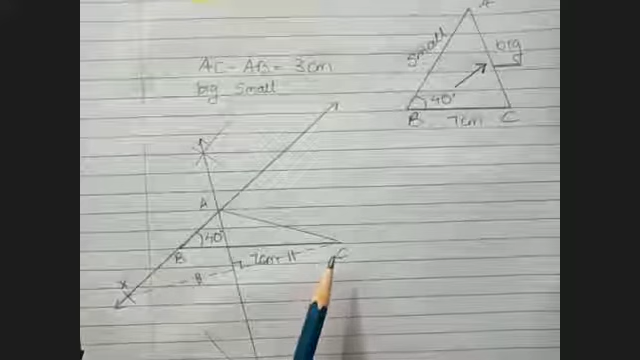 AC - AB = 3cm
big small
A
small
big
40°
B 7cm C
A
40°
B
C
7cm
X